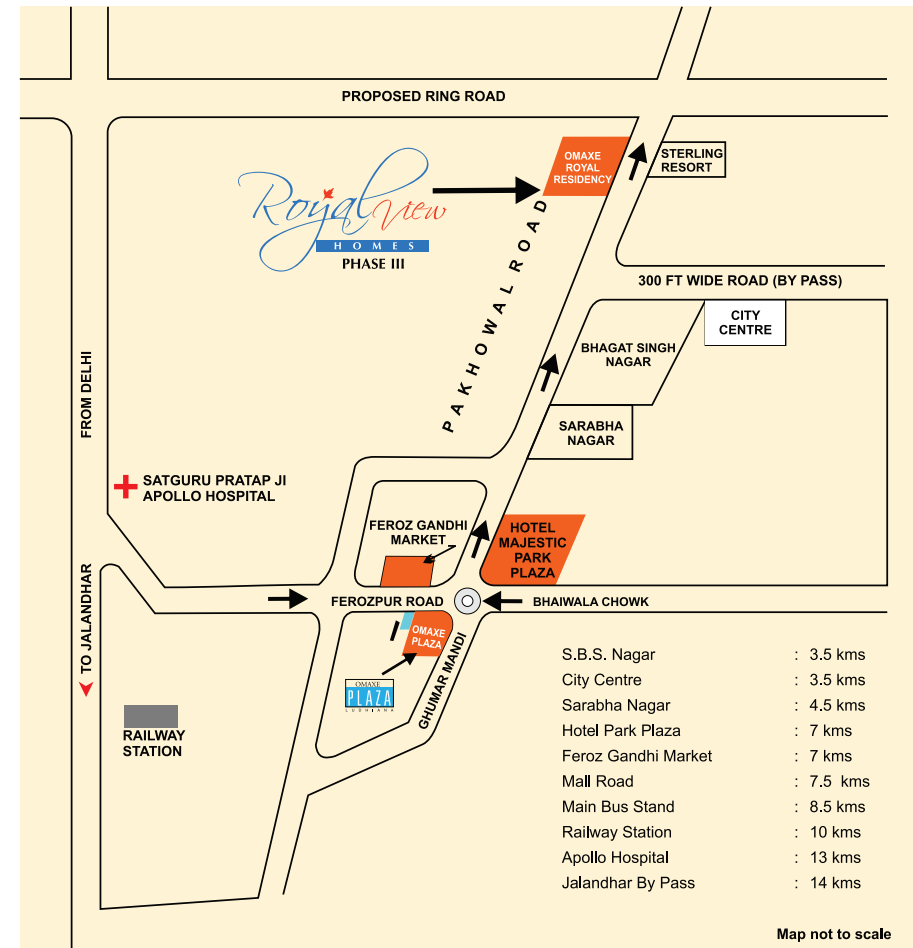 PROPOSED RING ROAD
OMAXE
ROYAL
RESIDENCY
STERLING
RESORT
Royal View
HOMES
PHASE III
PAKHOWAL ROAD
300 FT WIDE ROAD (BY PASS)
CITY
CENTRE
BHAGAT SINGH
NAGAR
FROM DELHI
SARABHA
NAGAR
SATGURU PRATAP JI
APOLLO HOSPITAL
FEROZ GANDHI
MARKET
HOTEL
MAJESTIC
PARK
PLAZA
TO JALANDHAR
FEROZPUR ROAD
BHAIWALA CHOWK
OMAXE
PLAZA
GHUMAR MANDI
OMAXE
PLAZA
LUDHIANA
RAILWAY
STATION
S.B.S. Nagar : 3.5 kms
City Centre : 3.5 kms
Sarabha Nagar : 4.5 kms
Hotel Park Plaza : 7 kms
Feroz Gandhi Market : 7 kms
Mall Road : 7.5 kms
Main Bus Stand : 8.5 kms
Railway Station : 10 kms
Apollo Hospital : 13 kms
Jalandhar By Pass : 14 kms
Map not to scale